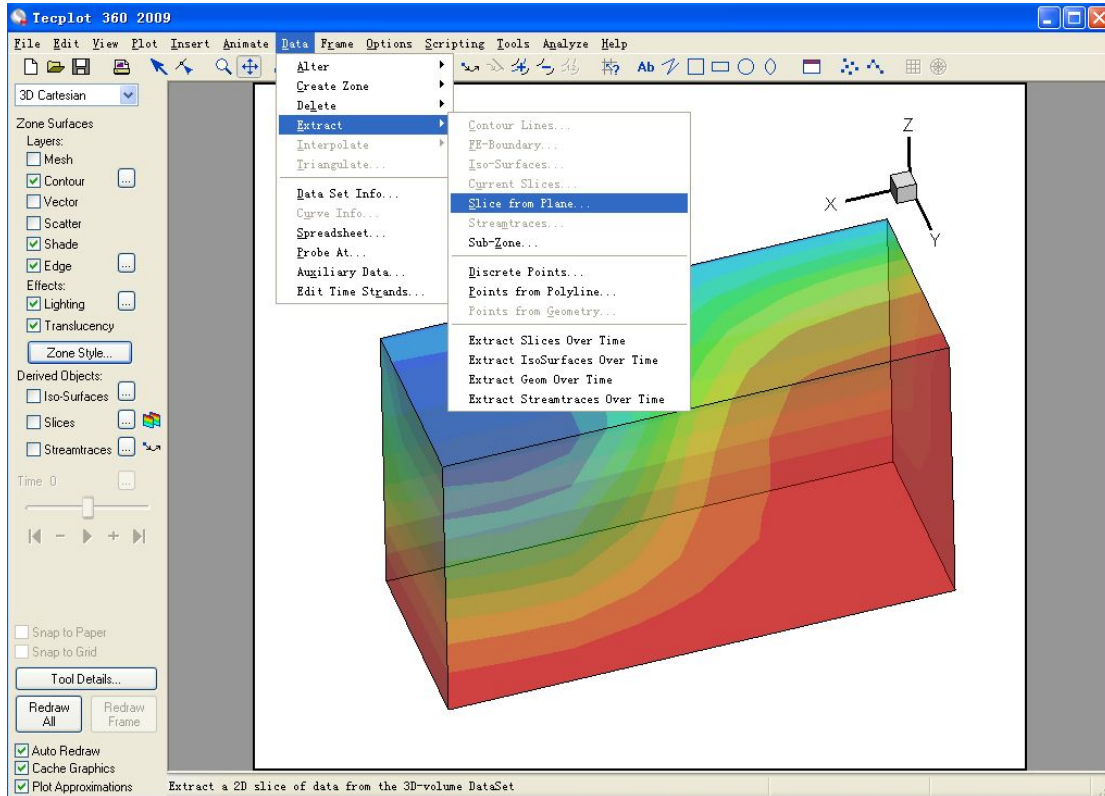 Tecplot 360 2009
File Edit View Plot Insert Animate Data Frame Options Scripting Tools Analyze Help
Ab
3D Cartesian
Zone Surfaces
Layers:
Mesh
Contour ...
Vector
Scatter
Shade
Edge ...
Effects:
Lighting ...
Translucency
Zone Style...
Derived Objects:
Iso-Surfaces ...
Slices ...
Streamtraces ...
Time 0 ...
Snap to Paper
Snap to Grid
Tool Details...
Redraw All
Redraw Frame
Auto Redraw
Cache Graphics
Plot Approximations
Alter
Create Zone
Delete
Extract
Interpolate
Triangulate...
Data Set Info...
Curve Info...
Spreadsheet...
Probe At...
Auxiliary Data...
Edit Time Strands...
Contour Lines...
FE-Boundary...
Iso-Surfaces...
Current Slices...
Slice from Plane...
Streamtraces...
Sub-Zone...
Discrete Points...
Points from Polyline...
Points from Geometry...
Extract Slices Over Time
Extract IsoSurfaces Over Time
Extract Geom Over Time
Extract Streamtraces Over Time
Z
X
Y
Extract a 2D slice of data from the 3D-volume DataSet